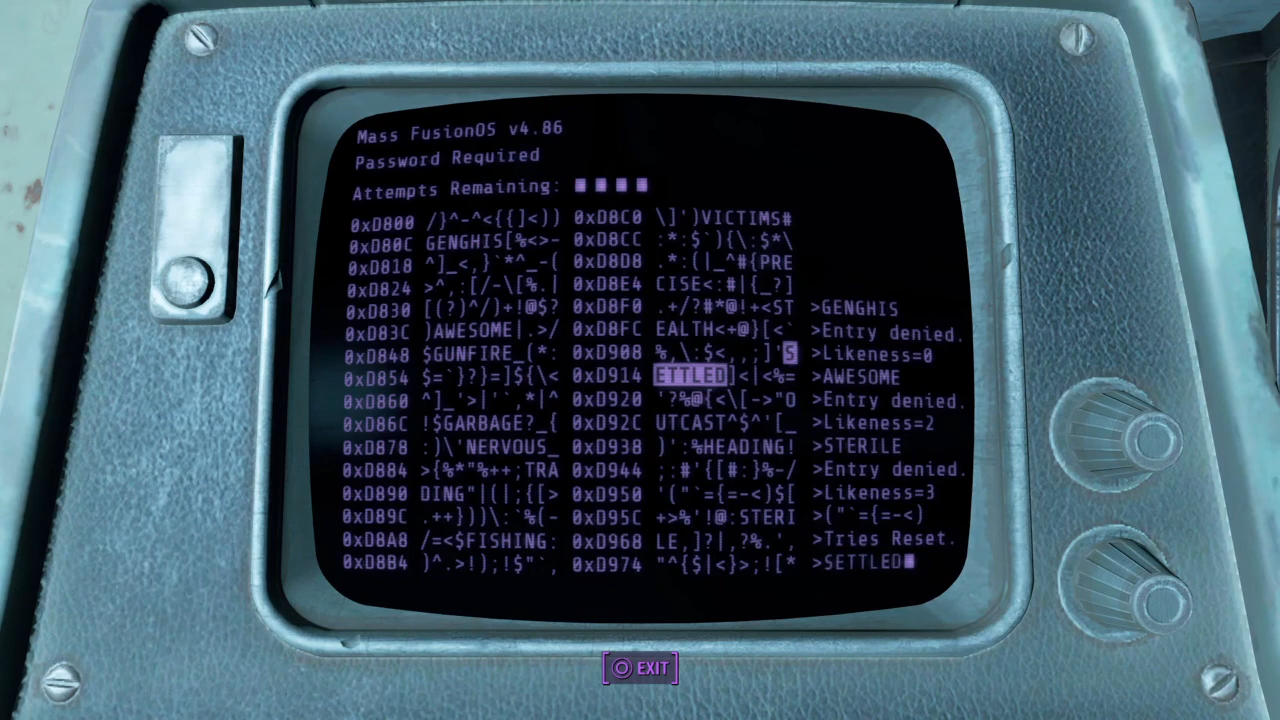 Mass FusionOS v4.86
Password Required
Attempts Remaining: ■ ■ ■ ■
0xD800 /}^-^<{{]<)) 0xD8C0 \]')VICTIMS#
0xD80C GENGHIS[%<>- 0xD8CC :*:$`){\:$*\
0xD818 ^]_<,}`*^_-( 0xD8D8 .*:(|_^#{PRE
0xD824 >^,:[/-\[%.| 0xD8E4 CISE<:#|{_?]
0xD830 [(?)^/)+!@$? 0xD8F0 .+/?#*@!+<ST >GENGHIS
0xD83C )AWESOME|.>/ 0xD8FC EALTH<+@}[<` >Entry denied.
0xD848 $GUNFIRE_(*: 0xD908 %,\:$<,,;]'S >Likeness=0
0xD854 $=`}?}=]${\< 0xD914 ETTLED]<|<%= >AWESOME
0xD860 ^]_'>|'`,*|^ 0xD920 '?%@{<\[->"O >Entry denied.
0xD86C !$GARBAGE?_{ 0xD92C UTCAST^$^'[_ >Likeness=2
0xD878 :)\'NERVOUS_ 0xD938 )':%HEADING! >STERILE
0xD884 >{%*"%++;TRA 0xD944 ;:#'{[#:}%-/ >Entry denied.
0xD890 DING"|(|;{[> 0xD950 '("`={=-<)$[ >Likeness=3
0xD89C .++}))\:`%(- 0xD95C +>%'!@:STERI >("`={=-<)
0xD8A8 /=<$FISHING: 0xD968 LE,]?|,?%.', >Tries Reset.
0xD8B4 )^.>!);!$"`, 0xD974 "^{$|<}>;![* >SETTLED■
EXIT